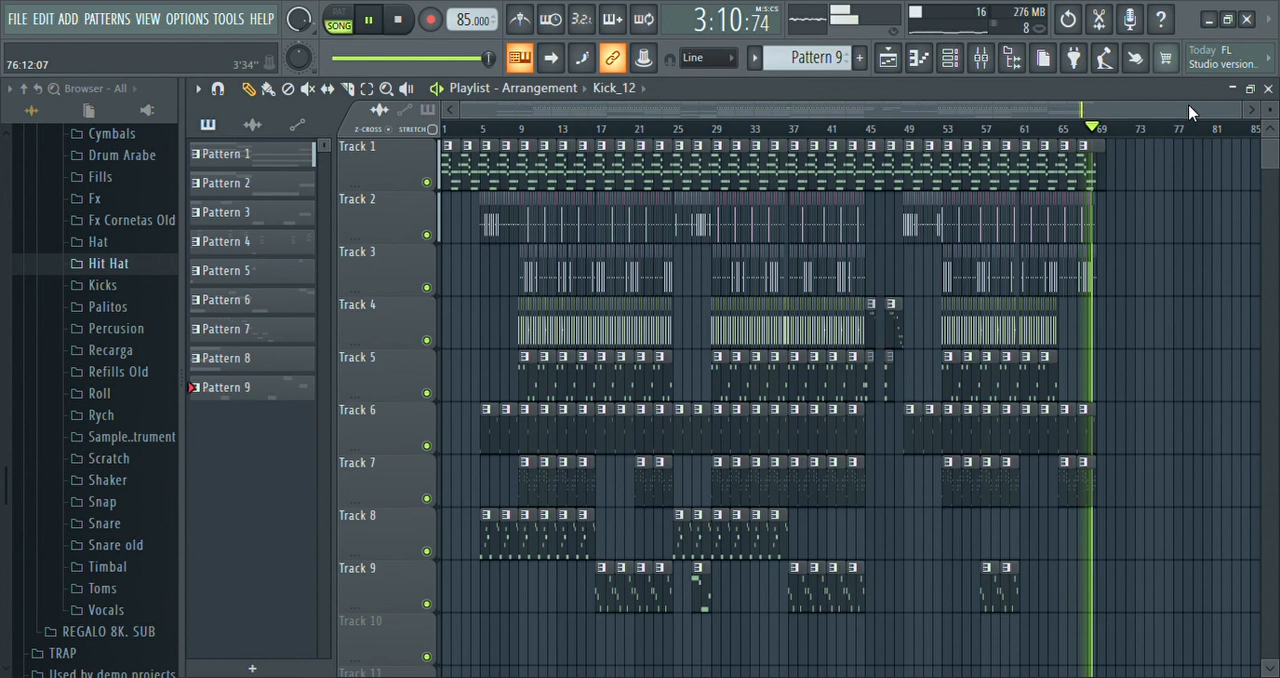 FILE EDIT ADD PATTERNS VIEW OPTIONS TOOLS HELP
PAT
SONG
85.000
3.2
3:10:74
M:S:CS
16
276 MB
8
76:12:07
3'34"
Line
Pattern 9
Today FL
Studio version..
Browser - All
Playlist - Arrangement
Kick_12
Z-CROSS
STRETCH
1 5 9 13 17 21 25 29 33 37 41 45 49 53 57 61 65 69 73 77 81 85
Cymbals
Drum Arabe
Fills
Fx
Fx Cornetas Old
Hat
Hit Hat
Kicks
Palitos
Percusion
Recarga
Refills Old
Roll
Rych
Sample..trument
Scratch
Shaker
Snap
Snare
Snare old
Timbal
Toms
Vocals
REGALO 8K. SUB
TRAP
Used by demo projects
Pattern 1
Pattern 2
Pattern 3
Pattern 4
Pattern 5
Pattern 6
Pattern 7
Pattern 8
Pattern 9
Track 1
Track 2
Track 3
Track 4
Track 5
Track 6
Track 7
Track 8
Track 9
Track 10
Track 11